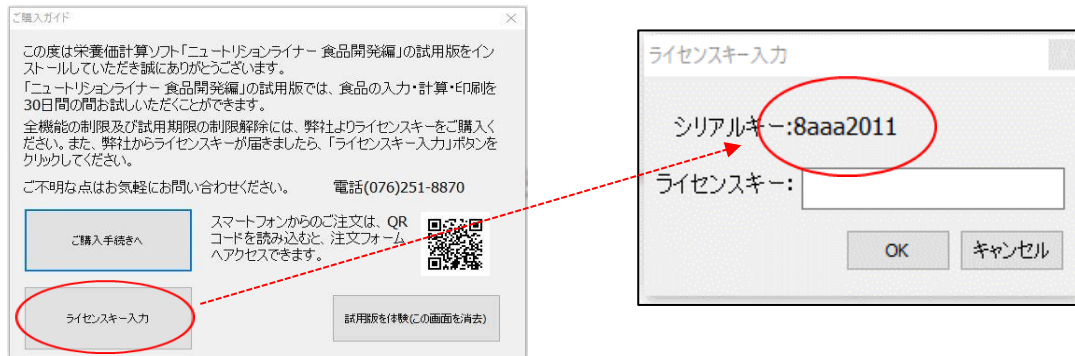 ご購入ガイド
この度は栄養価計算ソフト「ニュートリションライナー 食品開発編」の試用版をイン
ストールしていただき誠にありがとうございます。
「ニュートリションライナー 食品開発編」の試用版では、食品の入力・計算・印刷を
30日間の間お試しいただくことができます。
全機能の制限及び試用期限の制限解除には、弊社よりライセンスキーをご購入く
ださい。また、弊社からライセンスキーが届きましたら、「ライセンスキー入力」ボタンを
クリックしてください。
ご不明な点はお気軽にお問い合わせください。 電話(076)251-8870
ご購入手続きへ
スマートフォンからのご注文は、QR
コードを読み込むと、注文フォーム
へアクセスできます。
ライセンスキー入力
試用版を体験(この画面を消去)
ライセンスキー入力
シリアルキー:8aaa2011
ライセンスキー:
OK
キャンセル